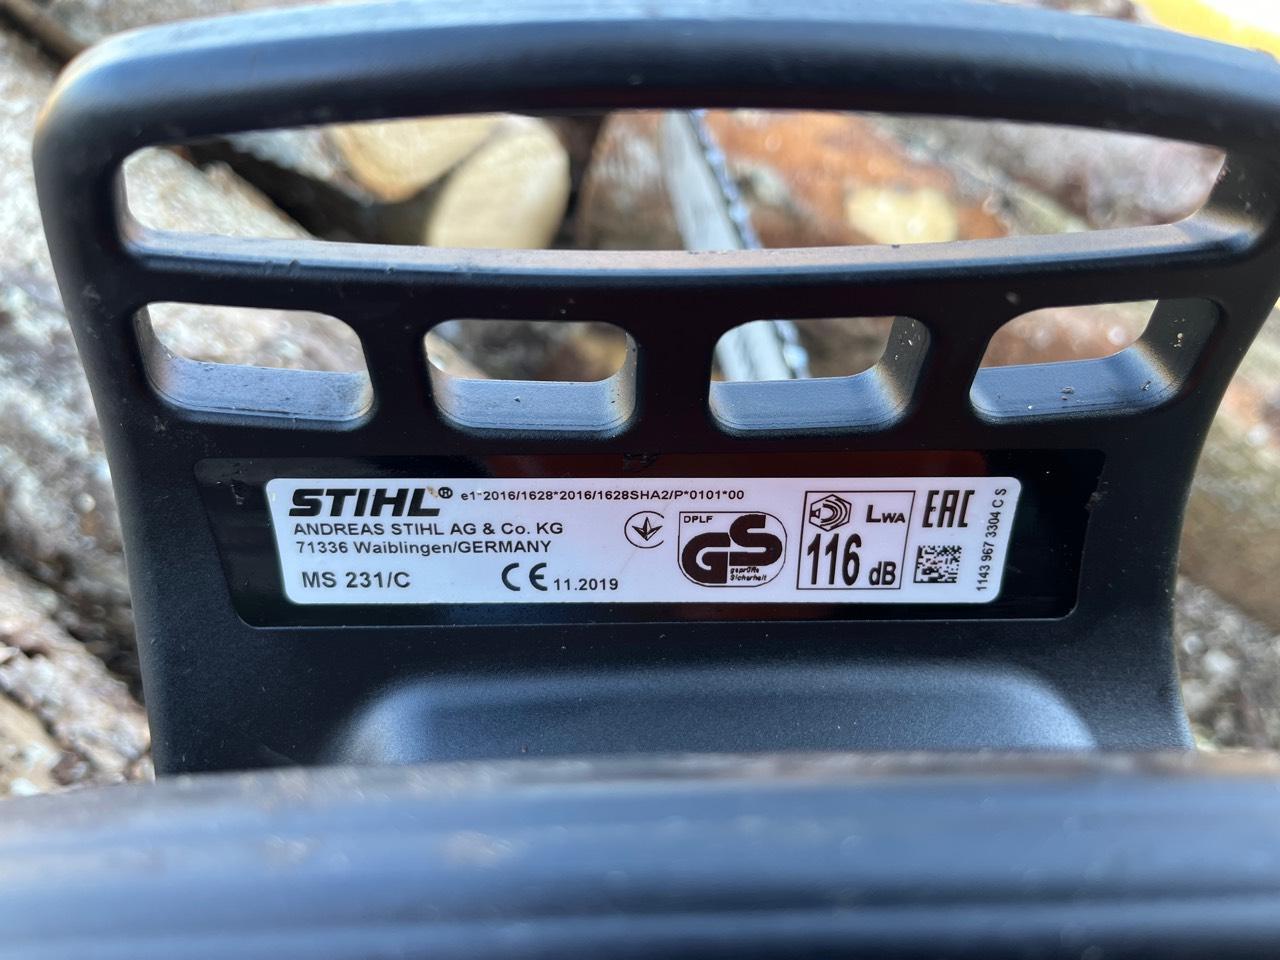 STIHL® e1*2016/1628*2016/1628SHA2/P*0101*00
ANDREAS STIHL AG & Co. KG
71336 Waiblingen/GERMANY
MS 231/C
CE 11.2019
DPLF
GS
geprüfte
Sicherheit
LWA
116 dB
EAC
1143 967 3304 C S